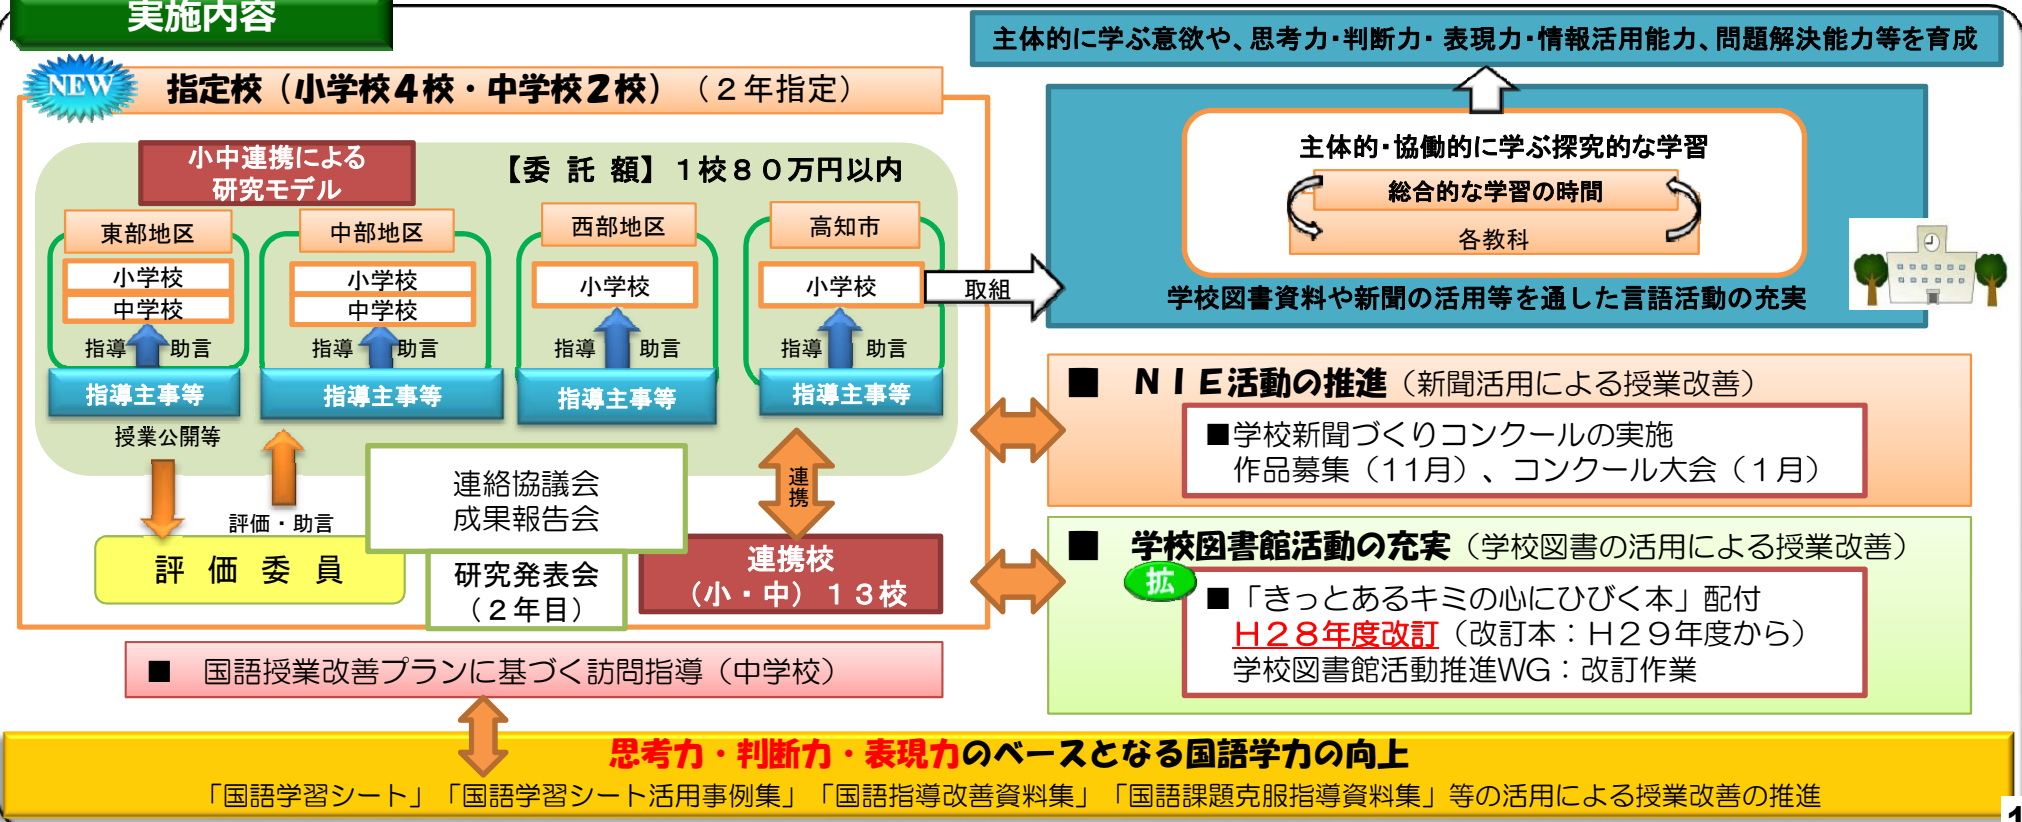 実施内容
主体的に学ぶ意欲や、思考力・判断力・表現力・情報活用能力、問題解決能力等を育成
NEW
指定校（小学校４校・中学校２校）（２年指定）
小中連携による
研究モデル
【委託額】１校８０万円以内
東部地区
小学校
中学校
指導 助言
指導主事等
中部地区
小学校
中学校
指導 助言
指導主事等
西部地区
小学校
指導 助言
指導主事等
高知市
小学校
指導 助言
指導主事等
取組
主体的・協働的に学ぶ探究的な学習
総合的な学習の時間
各教科
学校図書資料や新聞の活用等を通した言語活動の充実
授業公開等
評価・助言
評価委員
連絡協議会
成果報告会
研究発表会
（２年目）
連携
連携校
（小・中）１３校
■ ＮＩＥ活動の推進（新聞活用による授業改善）
■学校新聞づくりコンクールの実施
作品募集（11月）、コンクール大会（１月）
■ 学校図書館活動の充実（学校図書の活用による授業改善）
拡
■「きっとあるキミの心にひびく本」配付
Ｈ２８年度改訂（改訂本：Ｈ２９年度から）
学校図書館活動推進WG：改訂作業
■ 国語授業改善プランに基づく訪問指導（中学校）
思考力・判断力・表現力のベースとなる国語学力の向上
「国語学習シート」「国語学習シート活用事例集」「国語指導改善資料集」「国語課題克服指導資料集」等の活用による授業改善の推進